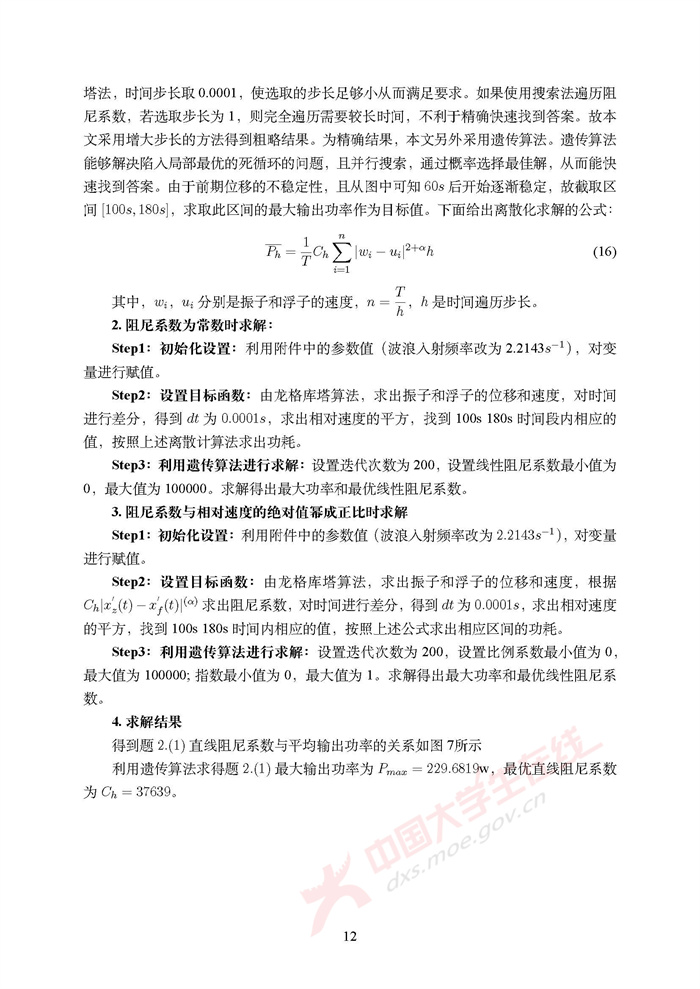 塔法，时间步长取 0.0001，使选取的步长足够小从而满足要求。如果使用搜索法遍历阻
尼系数，若选取步长为 1，则完全遍历需要较长时间，不利于精确快速找到答案。故本
文采用增大步长的方法得到粗略结果。为精确结果，本文另外采用遗传算法。遗传算法
能够解决陷入局部最优的死循环的问题，且并行搜索，通过概率选择最佳解，从而能快
速找到答案。由于前期位移的不稳定性，且从图中可知 60s 后开始逐渐稳定，故截取区
间 [100s, 180s]，求取此区间的最大输出功率作为目标值。下面给出离散化求解的公式：
$\overline{P_h} = \frac{1}{T} C_h \sum_{i=1}^{n} |w_i - u_i|^{2+\alpha} h$ (16)
其中，$w_i$，$u_i$ 分别是振子和浮子的速度，$n = \frac{T}{h}$，$h$ 是时间遍历步长。
2. 阻尼系数为常数时求解：
Step1：初始化设置：利用附件中的参数值（波浪入射频率改为 2.2143$s^{-1}$），对变
量进行赋值。
Step2：设置目标函数：由龙格库塔算法，求出振子和浮子的位移和速度，对时间
进行差分，得到 $dt$ 为 0.0001s，求出相对速度的平方，找到 100s 180s 时间段内相应的
值，按照上述离散计算法求出功耗。
Step3：利用遗传算法进行求解：设置迭代次数为 200，设置线性阻尼系数最小值为
0，最大值为 100000。求解得出最大功率和最优线性阻尼系数。
3. 阻尼系数与相对速度的绝对值幂成正比时求解
Step1：初始化设置：利用附件中的参数值（波浪入射频率改为 2.2143$s^{-1}$），对变量
进行赋值。
Step2：设置目标函数：由龙格库塔算法，求出振子和浮子的位移和速度，根据
$C_h|x_z^{'}(t) - x_f^{'}(t)|^{(\alpha)}$ 求出阻尼系数，对时间进行差分，得到 $dt$ 为 0.0001s，求出相对速度
的平方，找到 100s 180s 时间内相应的值，按照上述公式求出相应区间的功耗。
Step3：利用遗传算法进行求解：设置迭代次数为 200，设置比例系数最小值为 0，
最大值为 100000; 指数最小值为 0，最大值为 1。求解得出最大功率和最优线性阻尼系
数。
4. 求解结果
得到题 2.(1) 直线阻尼系数与平均输出功率的关系如图 7所示
利用遗传算法求得题 2.(1) 最大输出功率为 $P_{max}$ = 229.6819w，最优直线阻尼系数
为 $C_h$ = 37639。
中国大学生在线
dxs.moe.gov.cn
12